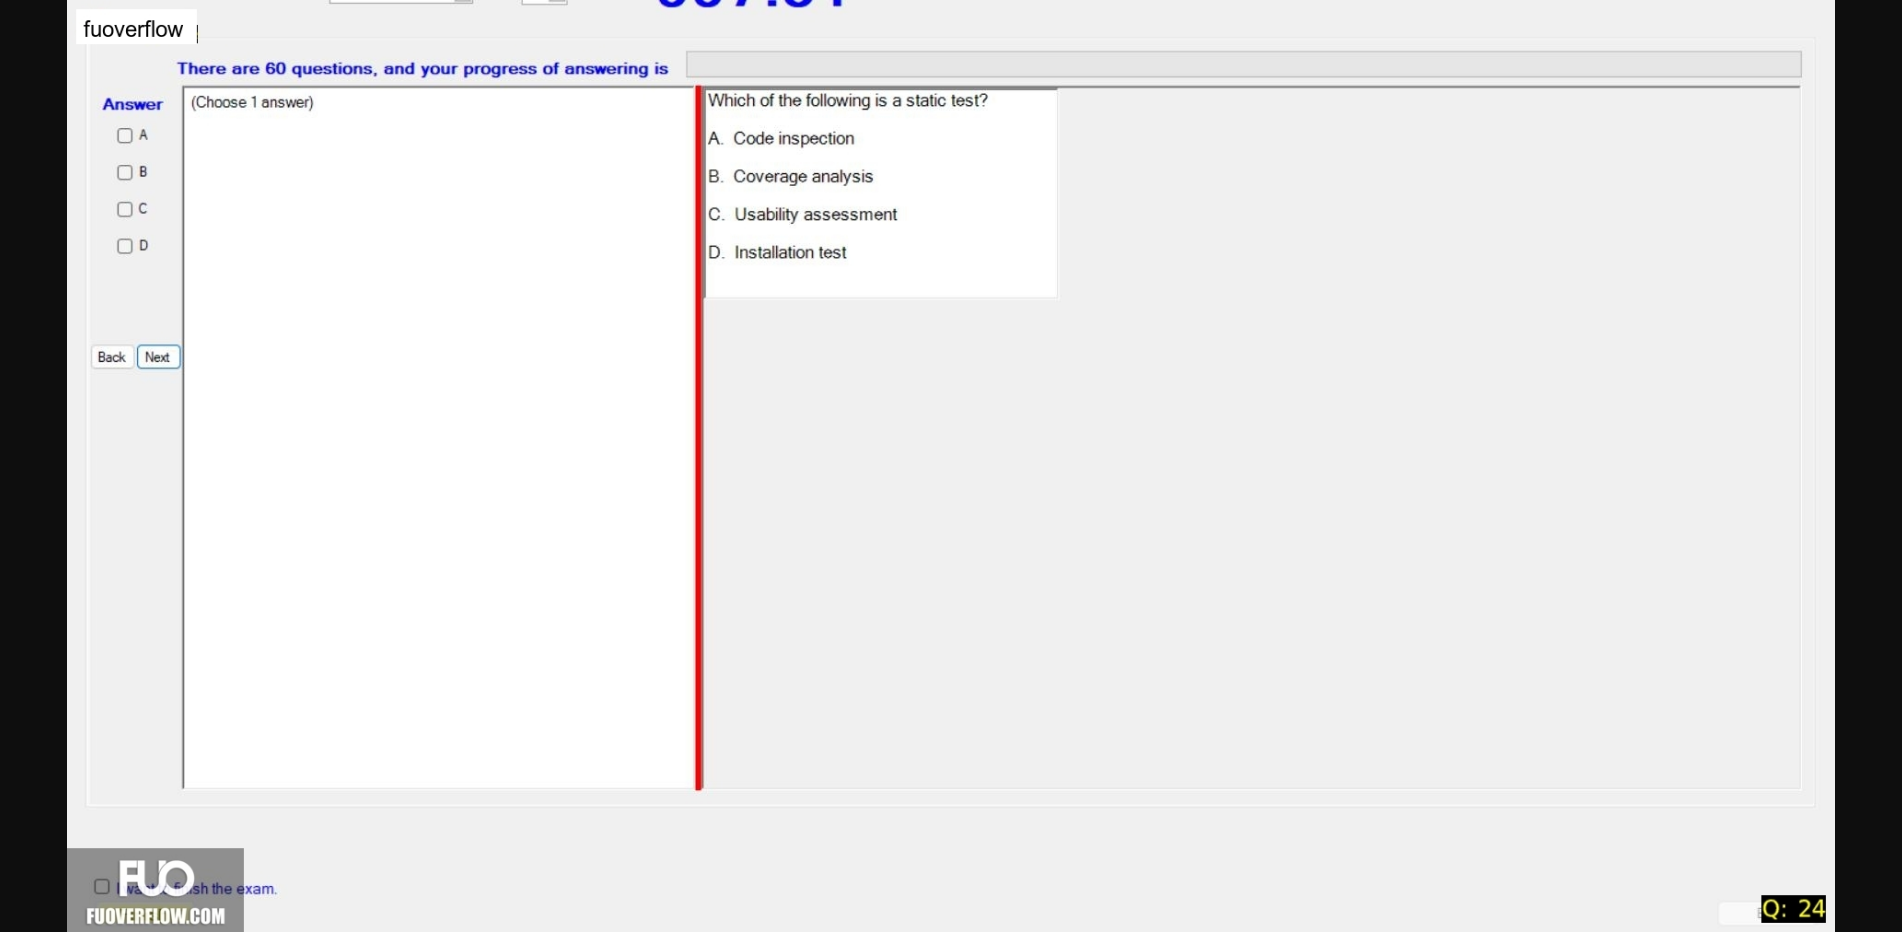 fuoverflow
There are 60 questions, and your progress of answering is
Answer
(Choose 1 answer)
A
B
C
D
Back Next
Which of the following is a static test?
A. Code inspection
B. Coverage analysis
C. Usability assessment
D. Installation test
FUO
finish the exam.
FUOVERFLOW.COM
Q: 24